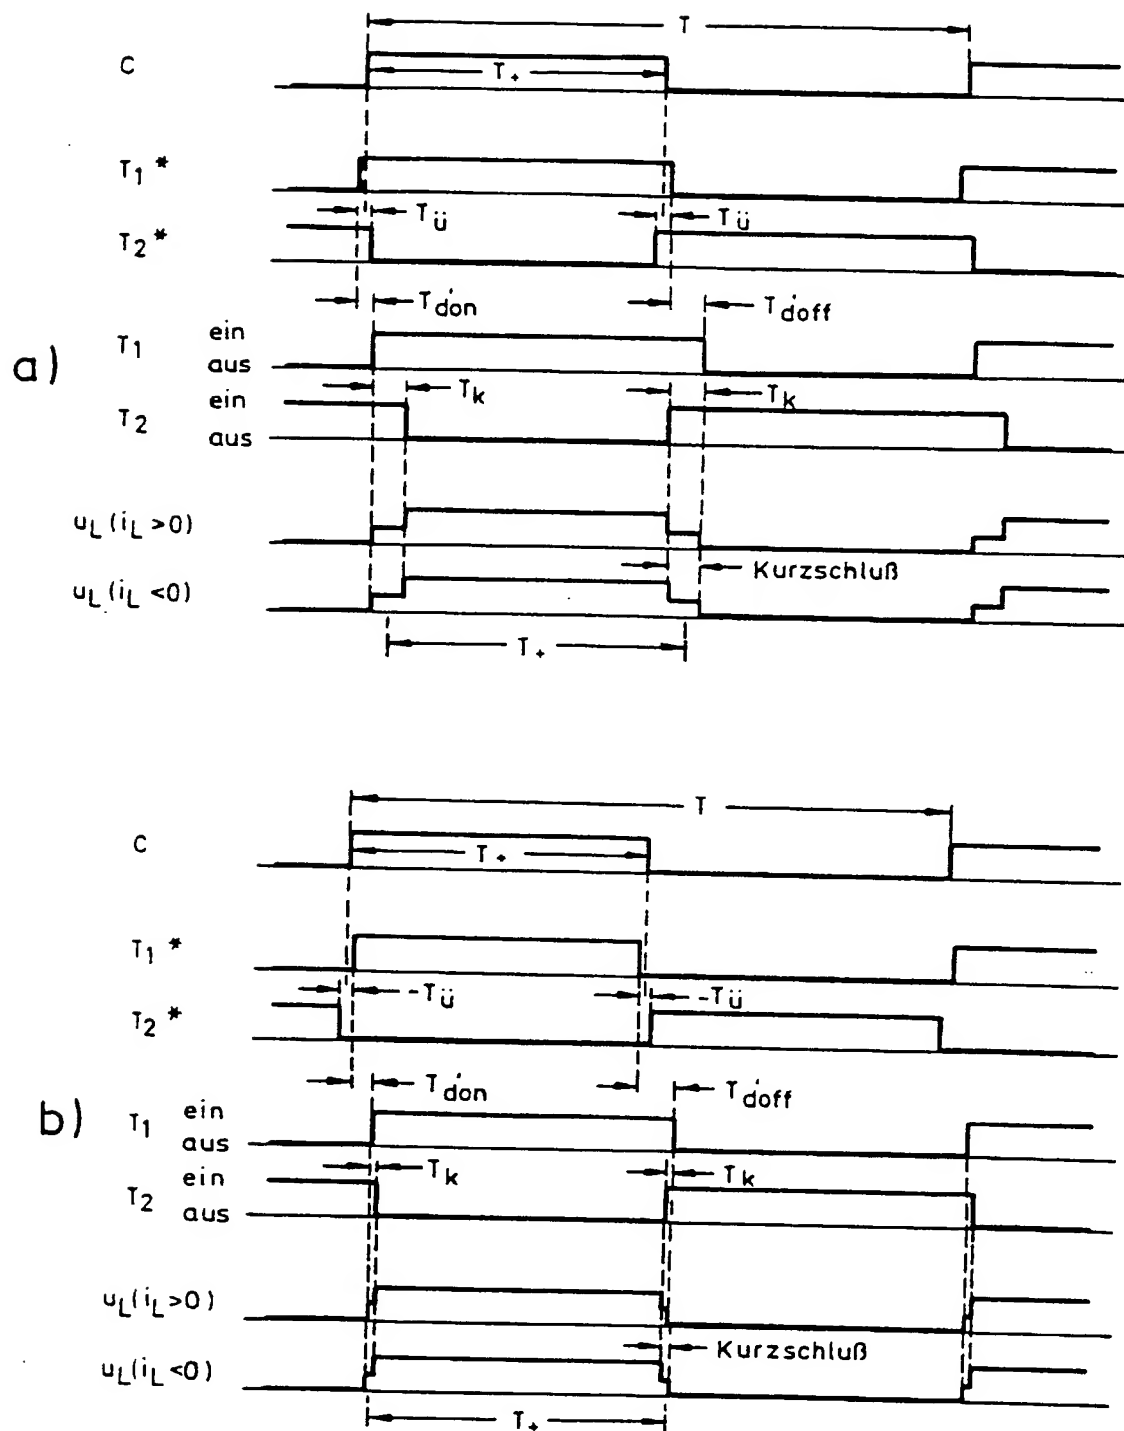 T
C
T+
T1*
Tü Tü
T2*
T'don T'doff
a)
T1 ein
aus
Tk Tk
T2 ein
aus
uL(iL>0)
Kurzschluß
uL(iL<0)
T+
T
C
T+
T1*
-Tü -Tü
T2*
T'don T'doff
b)
T1 ein
aus
Tk Tk
T2 ein
aus
uL(iL>0)
Kurzschluß
uL(iL<0)
T+